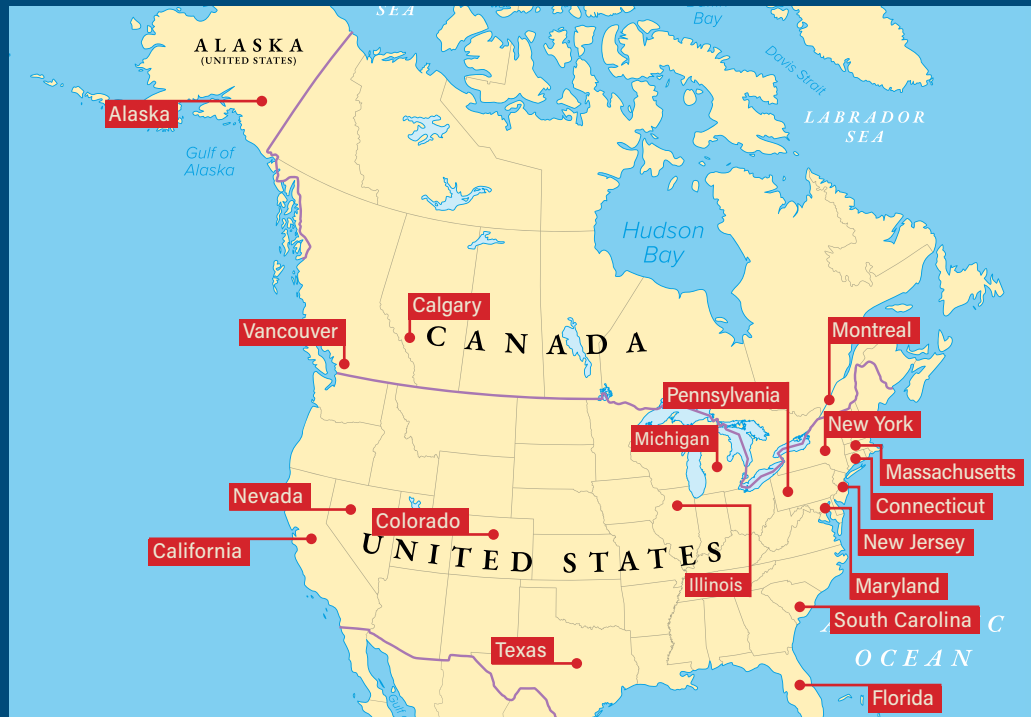 SEA
Bay
ALASKA
(UNITED STATES)
Davis Strait
Alaska
LABRADOR
SEA
Gulf of
Alaska
Hudson
Bay
Calgary
Vancouver
CANADA
Montreal
Pennsylvania
New York
Michigan
Massachusetts
Nevada
Connecticut
Colorado
California
UNITED STATES
New Jersey
Illinois
Maryland
South Carolina
C
OCEAN
Texas
Florida
Gulf